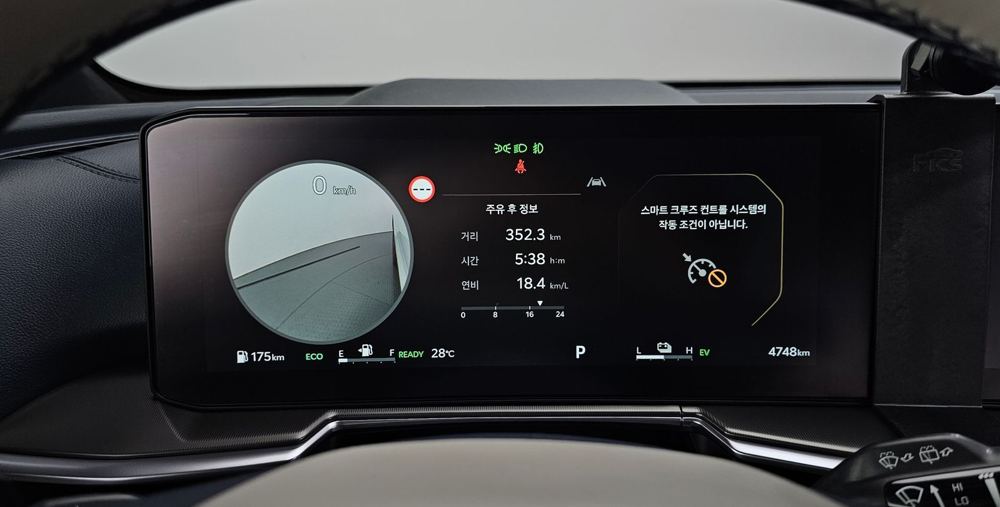 0 km/h
주유 후 정보
거리 352.3 km
시간 5:38 h:m
연비 18.4 km/L
0 8 16 24
스마트 크루즈 컨트롤 시스템의
작동 조건이 아닙니다.
175km ECO E F READY 28℃ P L H EV 4748km
HI
LO